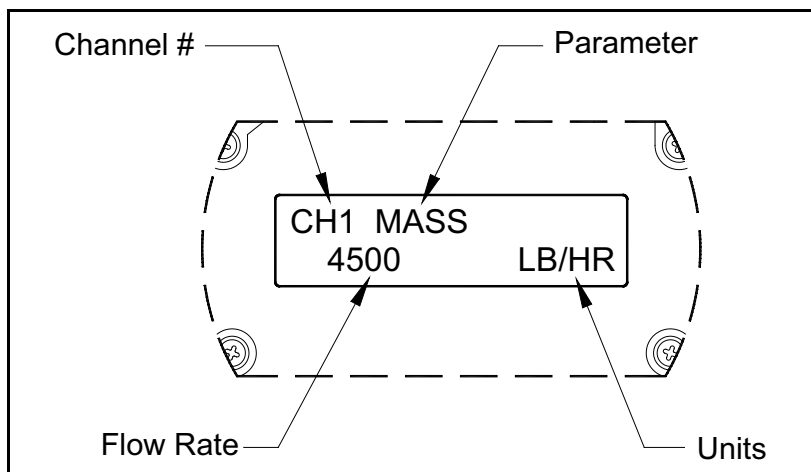 Channel #
Parameter
CH1 MASS
4500 LB/HR
Flow Rate
Units